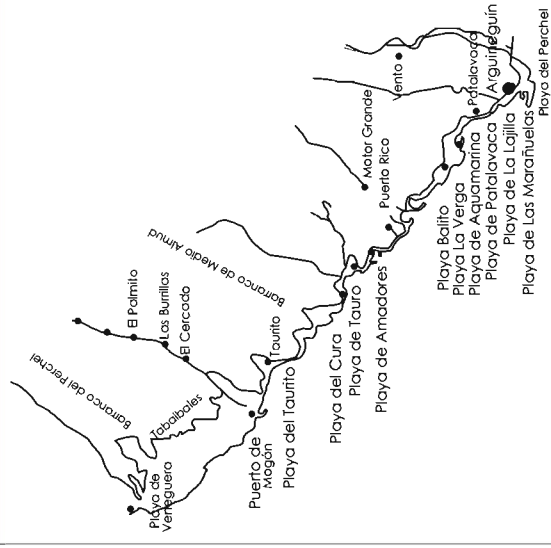 Playa de
Veneguero
Barranco del Perchel
Tabaibales
El Palmito
Las Burrillas
El Cercado
Puerto de
Mogán
Taurito
Playa del Taurito
Barranco de Medio Almud
Playa del Cura
Playa de Tauro
Playa de Amadores
Motor Grande
Puerto Rico
Playa Balito
Playa La Verga
Playa de Aquamarina
Playa de Patalavaca
Playa de La Lajilla
Playa de Las Marañuelas
Vento
Patalavaca
Arguineguín
Playa del Perchel